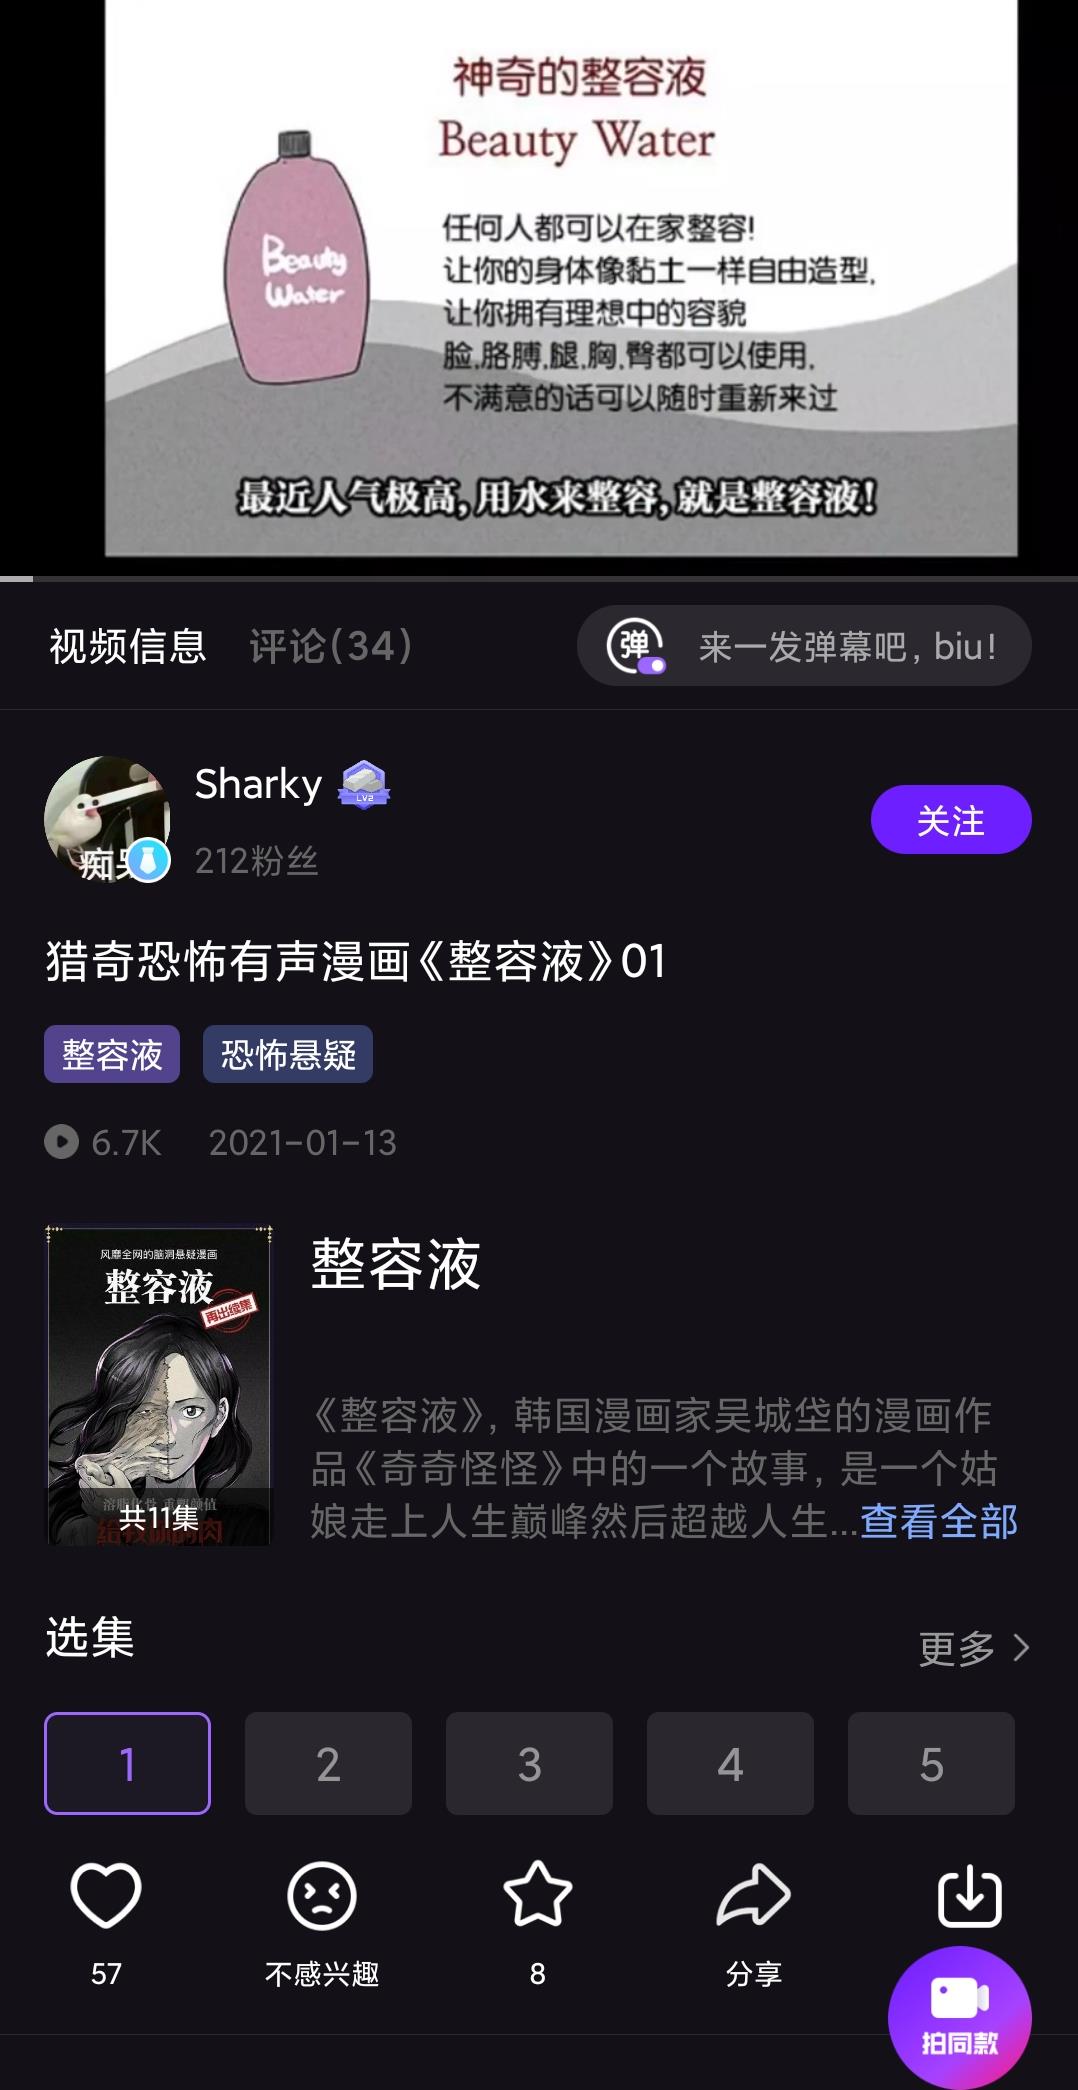 神奇的整容液
Beauty Water
Beauty
Water
任何人都可以在家整容!
让你的身体像黏土一样自由造型,
让你拥有理想中的容貌
脸,胳膊,腿,胸,臀都可以使用,
不满意的话可以随时重新来过
最近人气极高,用水来整容,就是整容液!
视频信息
评论(34)
弹
来一发弹幕吧, biu!
Sharky
LV2
212粉丝
关注
痴
猎奇恐怖有声漫画《整容液》01
整容液
恐怖悬疑
6.7K
2021-01-13
风靡全网的脑洞悬疑漫画
整容液
再出续集
共11集
整容液
《整容液》, 韩国漫画家吴城垈的漫画作
品《奇奇怪怪》中的一个故事, 是一个姑
娘走上人生巅峰然后超越人生...查看全部
选集
更多
1
2
3
4
5
57
不感兴趣
8
分享
拍同款